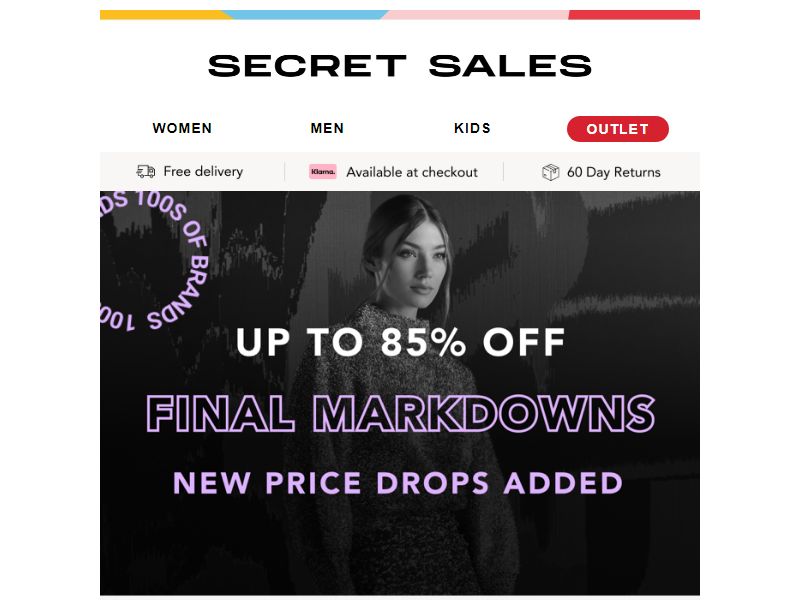 SECRET SALES
WOMEN MEN KIDS OUTLET
Free delivery Klarna. Available at checkout 60 Day Returns
DS 100S OF BRANDS 100
UP TO 85% OFF
FINAL MARKDOWNS
NEW PRICE DROPS ADDED